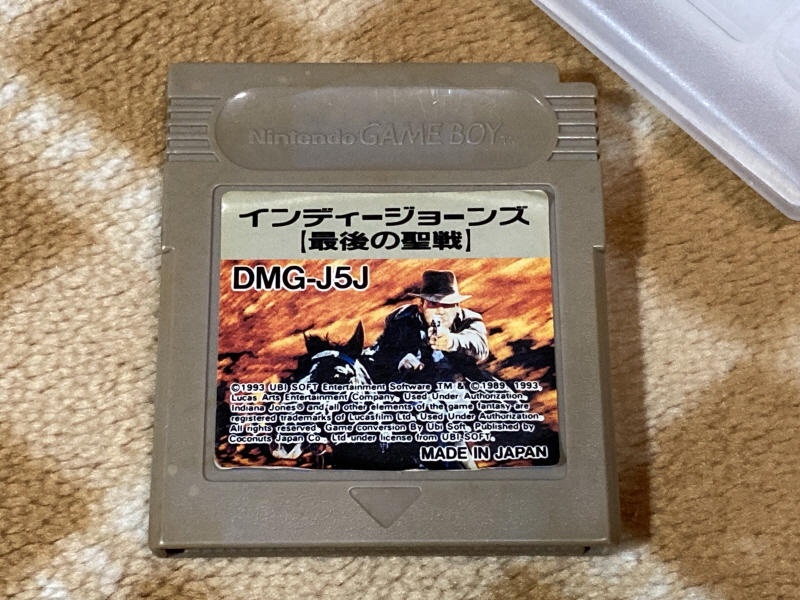 Nintendo GAME BOY TM
インディージョーンズ
【最後の聖戦】
DMG-J5J
©1993 UBI SOFT Entertainment Software TM & ©1989, 1993,
Lucas Arts Entertainment Company, Used Under Authorization.
Indiana Jones® and all other elements of the game fantasy are
registered trademarks of Lucasfilm Ltd. Used Under Authorization.
All rights reserved. Game conversion By Ubi Soft. Published by
Coconuts Japan Co., Ltd under license from UBI SOFT.
MADE IN JAPAN